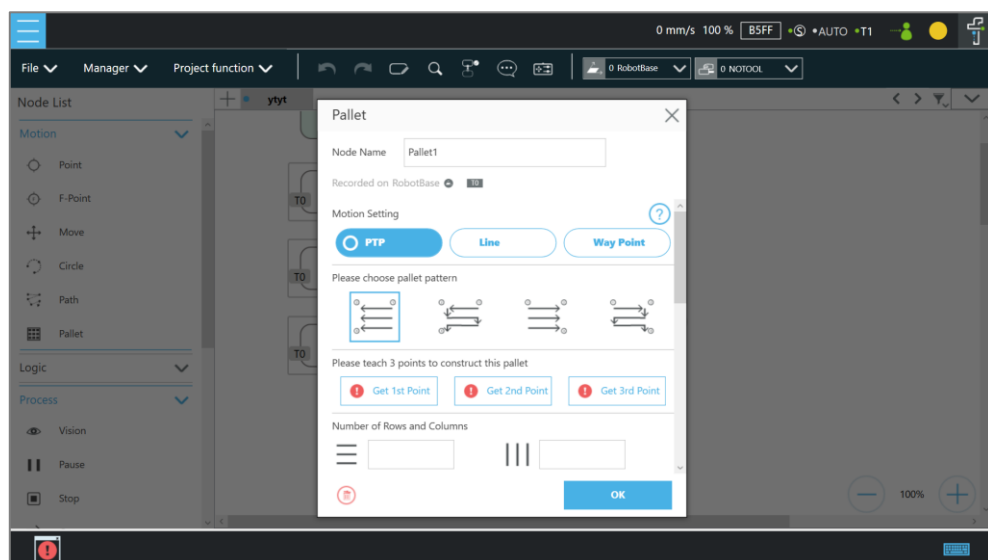 0 mm/s 100 % B5FF •Ⓢ •AUTO •T1
File Manager Project function 0 RobotBase 0 NOTOOL
Node List
ytyt
Motion
Point
F-Point
Move
Circle
Path
Pallet
Logic
Process
Vision
Pause
Stop
T0
T0
T0
Pallet
Node Name Pallet1
Recorded on RobotBase T0
Motion Setting
?
PTP Line Way Point
Please choose pallet pattern
Please teach 3 points to construct this pallet
! Get 1st Point ! Get 2nd Point ! Get 3rd Point
Number of Rows and Columns
OK
100%